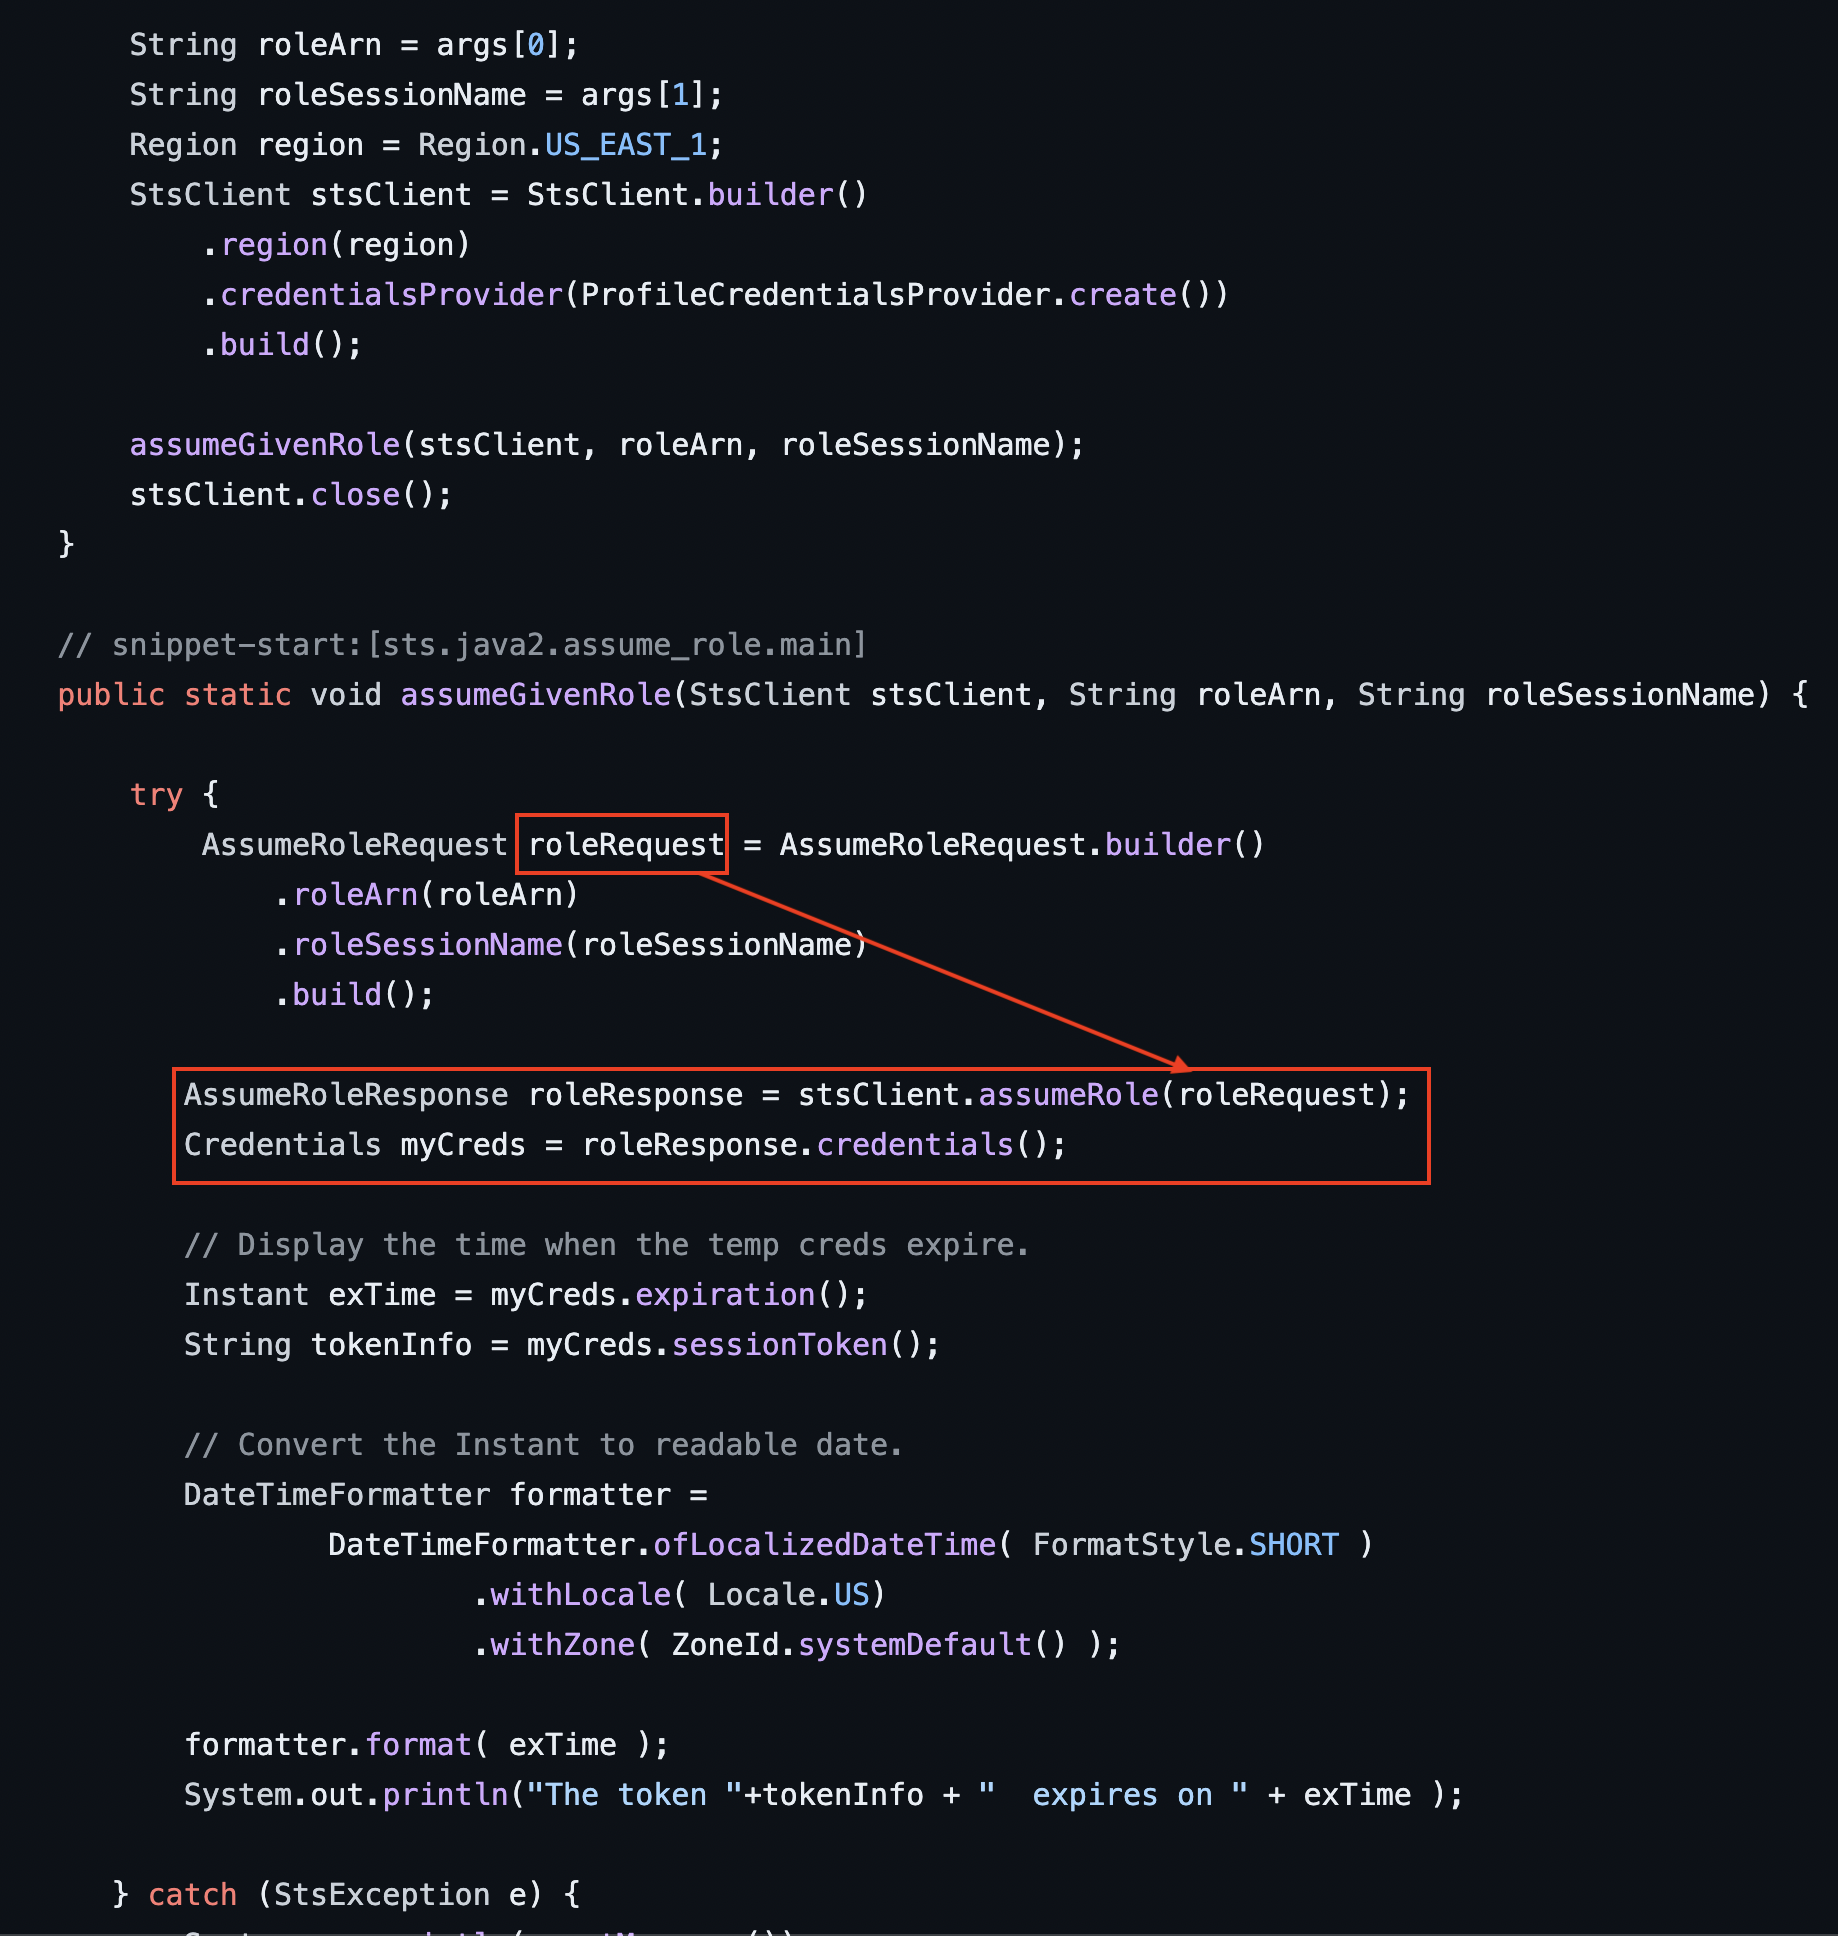 String roleArn = args[0];
String roleSessionName = args[1];
Region region = Region.US_EAST_1;
StsClient stsClient = StsClient.builder()
.region(region)
.credentialsProvider(ProfileCredentialsProvider.create())
.build();
assumeGivenRole(stsClient, roleArn, roleSessionName);
stsClient.close();
}
// snippet-start:[sts.java2.assume_role.main]
public static void assumeGivenRole(StsClient stsClient, String roleArn, String roleSessionName) {
try {
AssumeRoleRequest roleRequest = AssumeRoleRequest.builder()
.roleArn(roleArn)
.roleSessionName(roleSessionName)
.build();
AssumeRoleResponse roleResponse = stsClient.assumeRole(roleRequest);
Credentials myCreds = roleResponse.credentials();
// Display the time when the temp creds expire.
Instant exTime = myCreds.expiration();
String tokenInfo = myCreds.sessionToken();
// Convert the Instant to readable date.
DateTimeFormatter formatter =
DateTimeFormatter.ofLocalizedDateTime( FormatStyle.SHORT )
.withLocale( Locale.US)
.withZone( ZoneId.systemDefault() );
formatter.format( exTime );
System.out.println("The token "+tokenInfo + "  expires on " + exTime );
} catch (StsException e) {